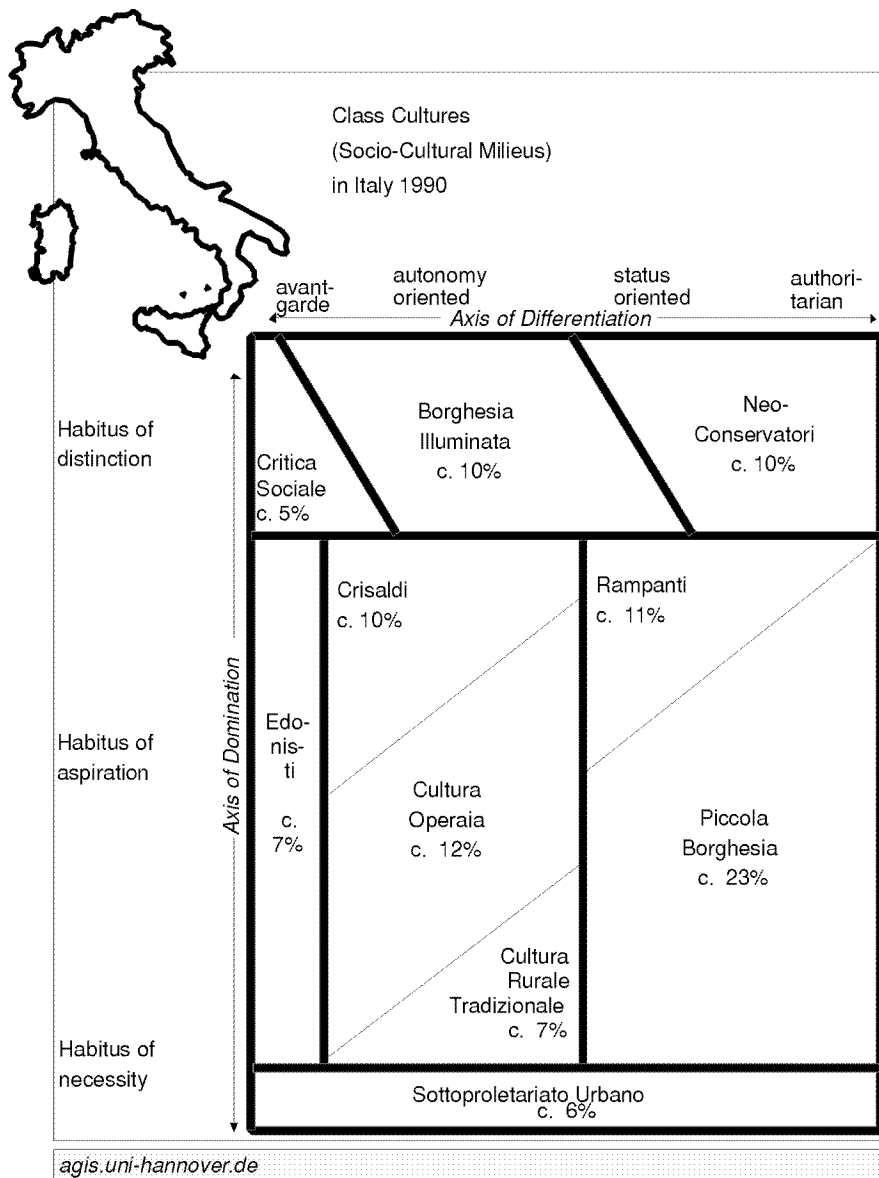 Class Cultures
(Socio-Cultural Milieus)
in Italy 1990
avant-
garde
autonomy
oriented
status
oriented
authori-
tarian
Axis of Differentiation
Habitus of
distinction
Critica
Sociale
c. 5%
Borghesia
Illuminata
c. 10%
Neo-
Conservatori
c. 10%
Axis of Domination
Habitus of
aspiration
Edo-
nis-
ti
c.
7%
Crisaldi
c. 10%
Rampanti
c. 11%
Cultura
Operaia
c. 12%
Piccola
Borghesia
c. 23%
Cultura
Rurale
Tradizionale
c. 7%
Habitus of
necessity
Sottoproletariato Urbano
c. 6%
agis.uni-hannover.de